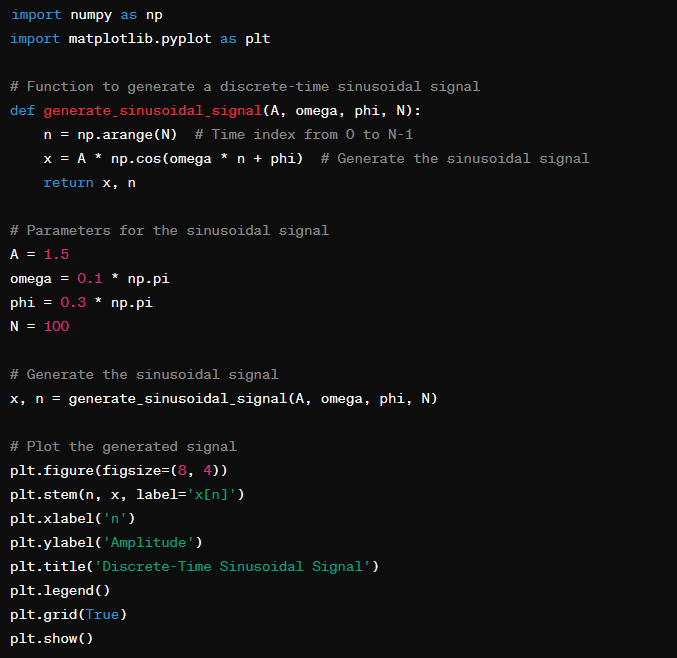 import numpy as np
import matplotlib.pyplot as plt

# Function to generate a discrete-time sinusoidal signal
def generate_sinusoidal_signal(A, omega, phi, N):
    n = np.arange(N)  # Time index from 0 to N-1
    x = A * np.cos(omega * n + phi)  # Generate the sinusoidal signal
    return x, n

# Parameters for the sinusoidal signal
A = 1.5
omega = 0.1 * np.pi
phi = 0.3 * np.pi
N = 100

# Generate the sinusoidal signal
x, n = generate_sinusoidal_signal(A, omega, phi, N)

# Plot the generated signal
plt.figure(figsize=(8, 4))
plt.stem(n, x, label='x[n]')
plt.xlabel('n')
plt.ylabel('Amplitude')
plt.title('Discrete-Time Sinusoidal Signal')
plt.legend()
plt.grid(True)
plt.show()